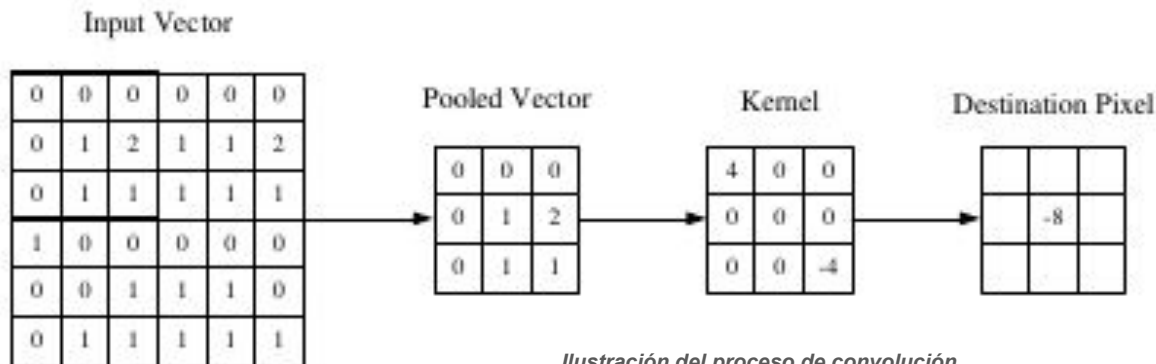 Input Vector
0 0 0 0 0 0
0 1 2 1 1 2
0 1 1 1 1 1
1 0 0 0 0 0
0 0 1 1 1 0
0 1 1 1 1 1
Pooled Vector
0 0 0
0 1 2
0 1 1
Kernel
4 0 0
0 0 0
0 0 -4
Destination Pixel
-8
Ilustración del proceso de convolución